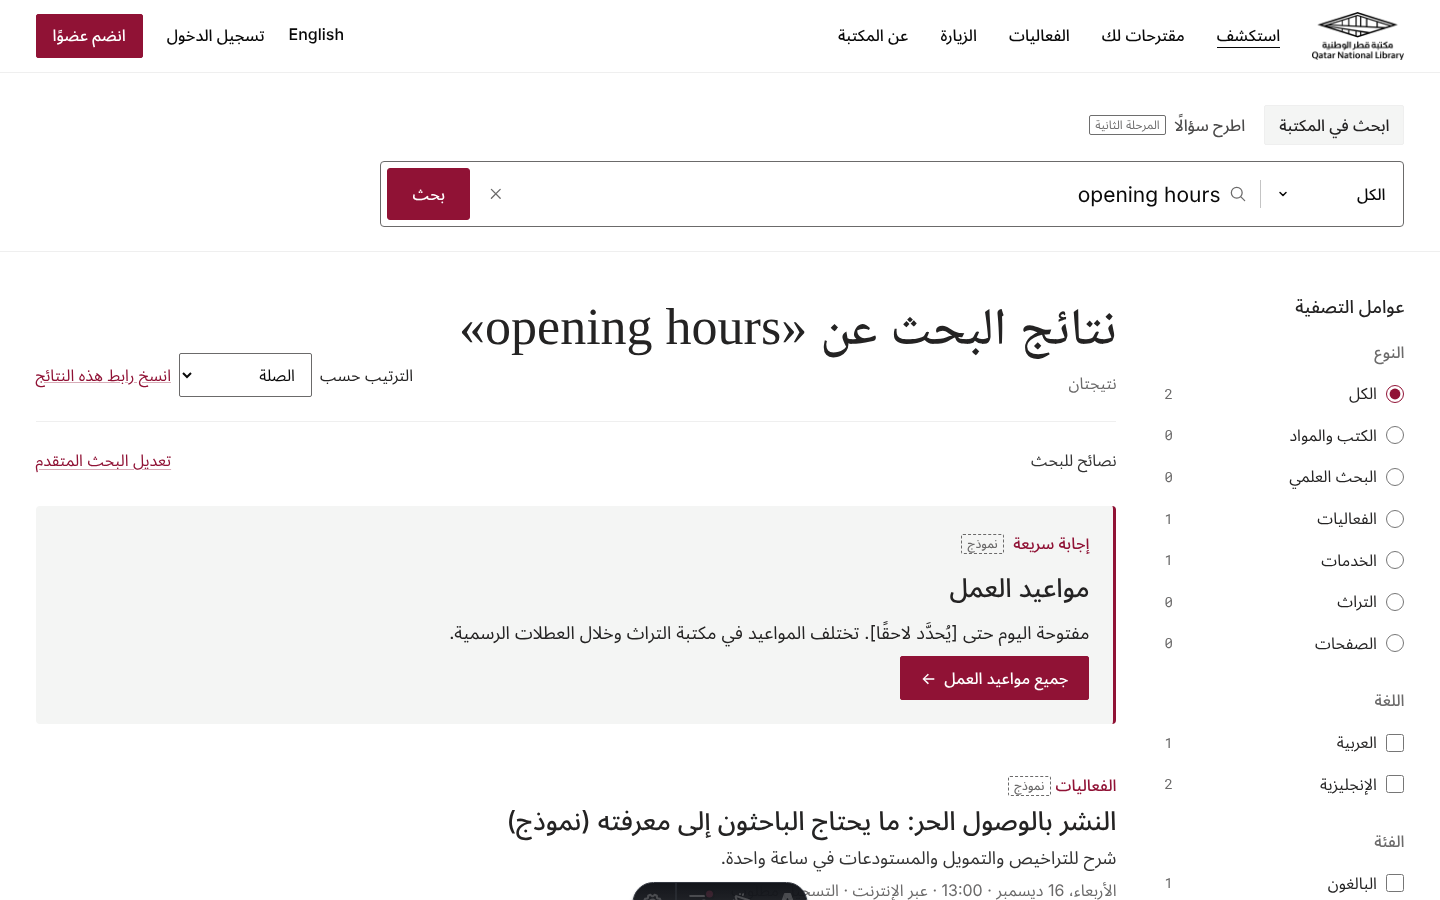 مكتبة قطر الوطنية
Qatar National Library
استكشف
مقترحات لك
الفعاليات
الزيارة
عن المكتبة
English
تسجيل الدخول
انضم عضوًا
ابحث في المكتبة
اطرح سؤالًا
المرحلة الثانية
الكل
opening hours
بحث
عوامل التصفية
النوع
الكل 2
الكتب والمواد 0
البحث العلمي 0
الفعاليات 1
الخدمات 1
التراث 0
الصفحات 0
اللغة
العربية 1
الإنجليزية 2
الفئة
البالغون 1
نتائج البحث عن «opening hours»
نتيجتان
الترتيب حسب
الصلة
انسخ رابط هذه النتائج
نصائح للبحث
تعديل البحث المتقدم
إجابة سريعة
نموذج
مواعيد العمل
مفتوحة اليوم حتى [يُحدَّد لاحقًا]. تختلف المواعيد في مكتبة التراث وخلال العطلات الرسمية.
جميع مواعيد العمل ←
الفعاليات
نموذج
النشر بالوصول الحر: ما يحتاج الباحثون إلى معرفته (نموذج)
شرح للتراخيص والتمويل والمستودعات في ساعة واحدة.
الأربعاء، 16 ديسمبر · 13:00 · عبر الإنترنت ·